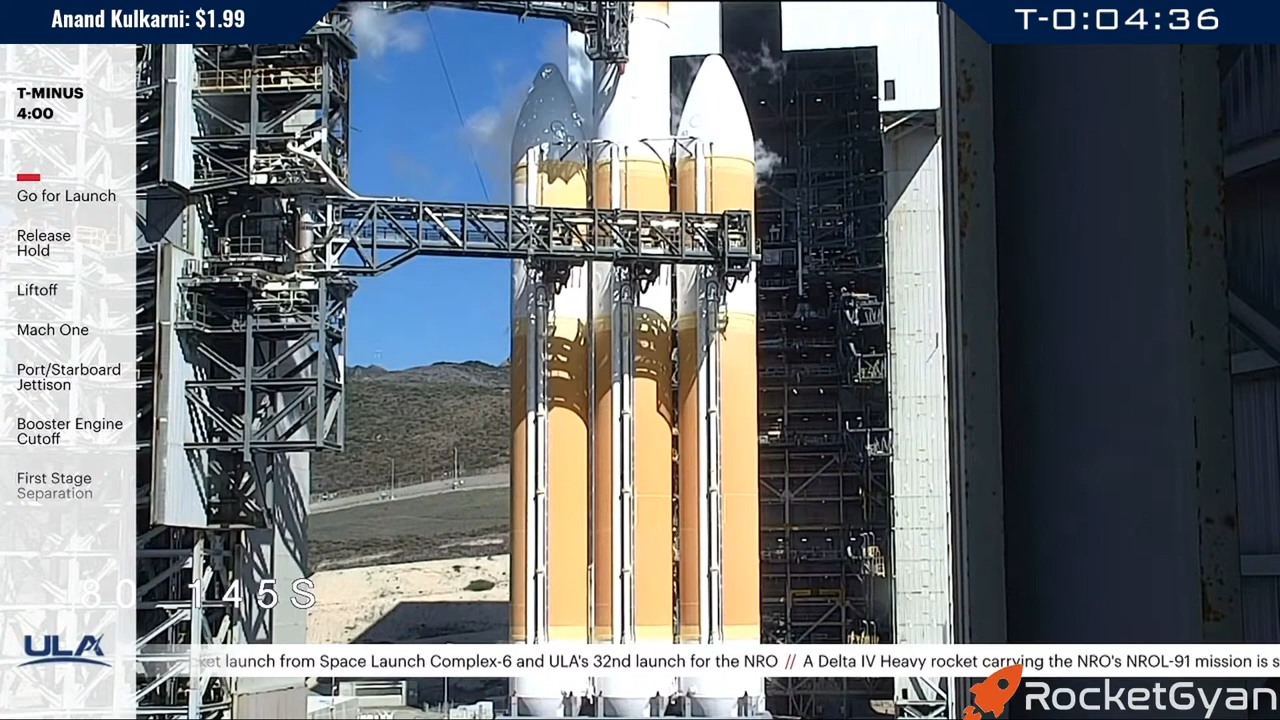 Anand Kulkarni: $1.99
T-0:04:36
T-MINUS
4:00
Go for Launch
Release
Hold
Liftoff
Mach One
Port/Starboard
Jettison
Booster Engine
Cutoff
First Stage
Separation
145S
ULA
ket launch from Space Launch Complex-6 and ULA's 32nd launch for the NRO // A Delta IV Heavy rocket carrying the NRO's NROL-91 mission is s
RocketGyan